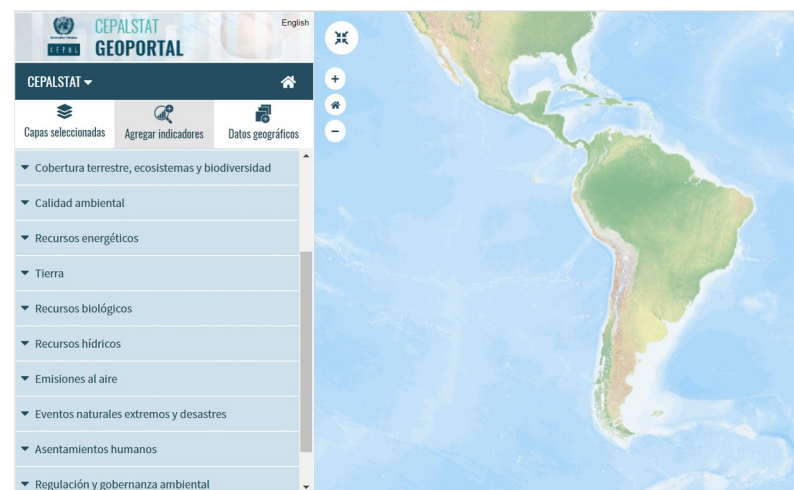 CEPALSTAT
GEOPORTAL
English
CEPAL
CEPALSTAT
Capas seleccionadas
Agregar indicadores
Datos geográficos
Cobertura terrestre, ecosistemas y biodiversidad
Calidad ambiental
Recursos energéticos
Tierra
Recursos biológicos
Recursos hídricos
Emisiones al aire
Eventos naturales extremos y desastres
Asentamientos humanos
Regulación y gobernanza ambiental